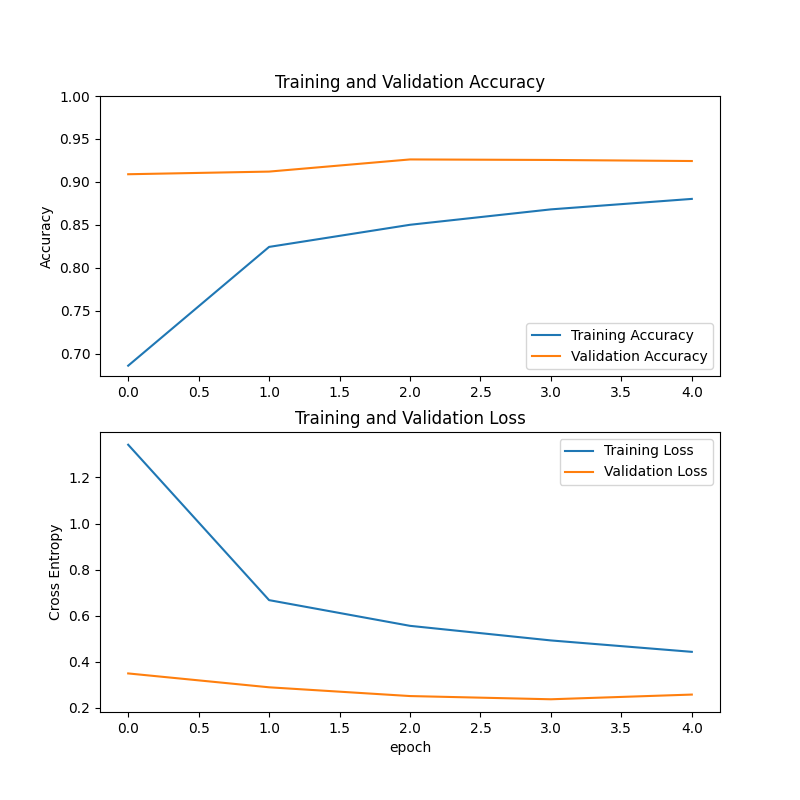 Training and Validation Accuracy
1.00
0.95
0.90
0.85
0.80
0.75
0.70
Accuracy
Training Accuracy
Validation Accuracy
0.0 0.5 1.0 1.5 2.0 2.5 3.0 3.5 4.0
Training and Validation Loss
Training Loss
Validation Loss
1.2
1.0
0.8
0.6
0.4
0.2
Cross Entropy
0.0 0.5 1.0 1.5 2.0 2.5 3.0 3.5 4.0
epoch